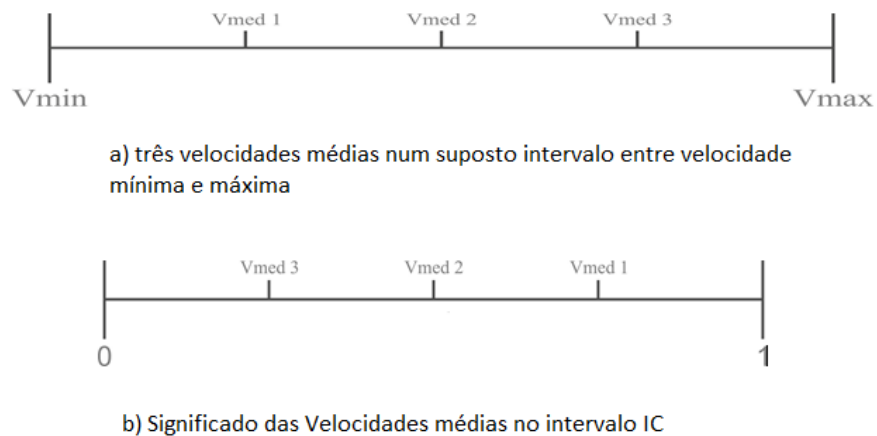 Vmed 1 Vmed 2 Vmed 3
Vmin Vmax
a) três velocidades médias num suposto intervalo entre velocidade
mínima e máxima
Vmed 3 Vmed 2 Vmed 1
0 1
b) Significado das Velocidades médias no intervalo IC